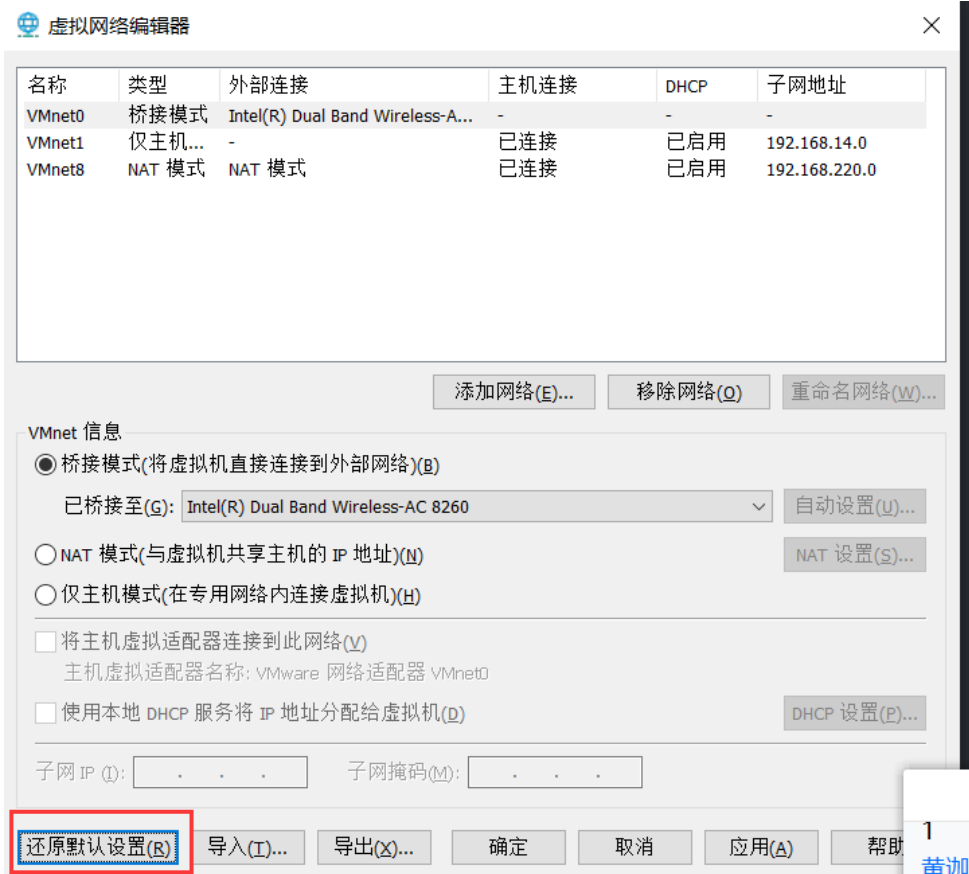 虚拟网络编辑器
名称 类型 外部连接 主机连接 DHCP 子网地址
VMnet0 桥接模式 Intel(R) Dual Band Wireless-A... - - -
VMnet1 仅主机... - 已连接 已启用 192.168.14.0
VMnet8 NAT 模式 NAT 模式 已连接 已启用 192.168.220.0
添加网络(E)... 移除网络(O) 重命名网络(W)...
VMnet 信息
桥接模式(将虚拟机直接连接到外部网络)(B)
已桥接至(G): Intel(R) Dual Band Wireless-AC 8260 自动设置(U)...
NAT 模式(与虚拟机共享主机的 IP 地址)(N) NAT 设置(S)...
仅主机模式(在专用网络内连接虚拟机)(H)
将主机虚拟适配器连接到此网络(V)
主机虚拟适配器名称: VMware 网络适配器 VMnet0
使用本地 DHCP 服务将 IP 地址分配给虚拟机(D) DHCP 设置(P)...
子网 IP (I): . . . 子网掩码(M): . . .
还原默认设置(R) 导入(T)... 导出(X)... 确定 取消 应用(A) 帮助
1
黄迦